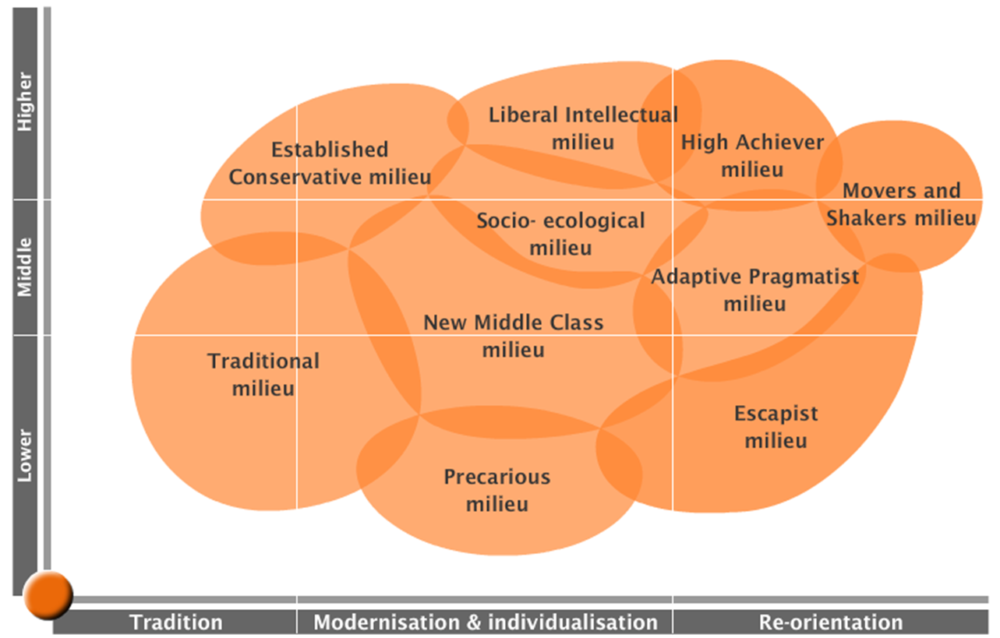 Higher
Middle
Lower
Established
Conservative milieu
Liberal Intellectual
milieu
High Achiever
milieu
Movers and
Shakers milieu
Socio- ecological
milieu
Adaptive Pragmatist
milieu
New Middle Class
milieu
Traditional
milieu
Escapist
milieu
Precarious
milieu
Tradition
Modernisation & individualisation
Re-orientation